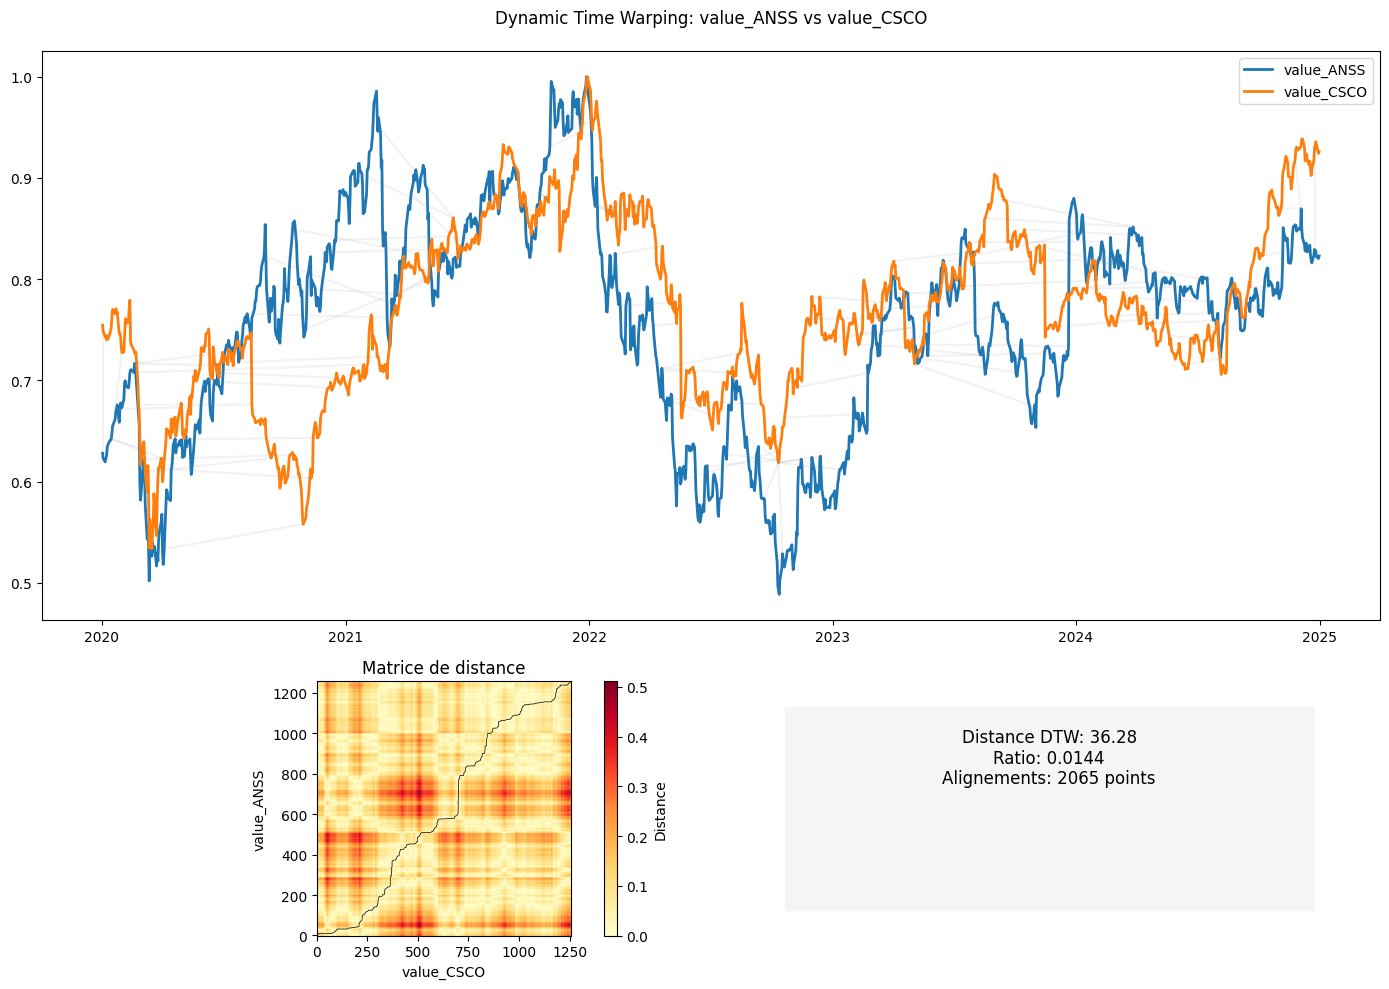 Dynamic Time Warping: value_ANSS vs value_CSCO
value_ANSS
value_CSCO
1.0
0.9
0.8
0.7
0.6
0.5
2020 2021 2022 2023 2024 2025
Matrice de distance
1200
1000
800
600
400
200
0
value_ANSS
0 250 500 750 1000 1250
value_CSCO
0.5
0.4
0.3
0.2
0.1
0.0
Distance
Distance DTW: 36.28
Ratio: 0.0144
Alignements: 2065 points